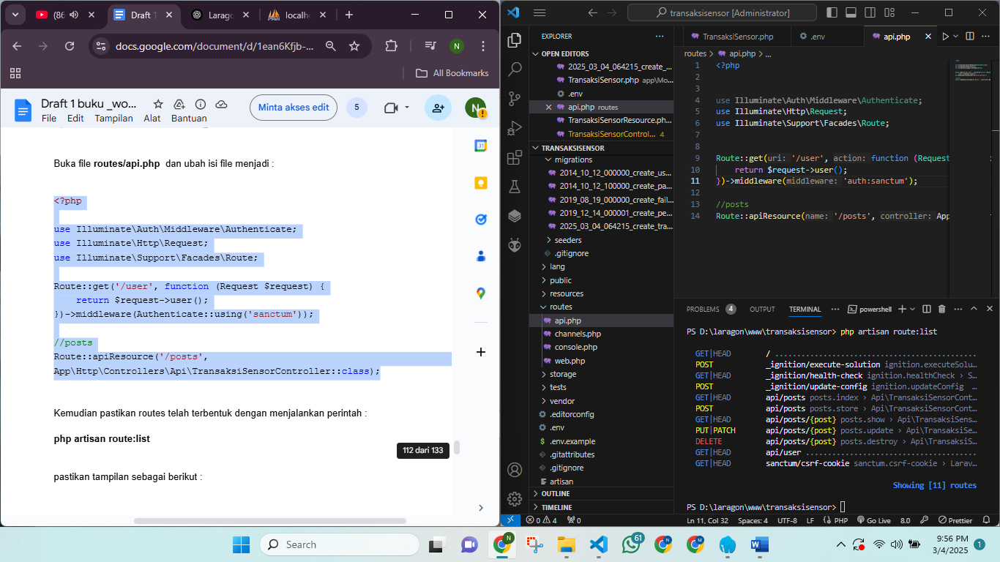 (86
Draft 1
Larago
localh
docs.google.com/document/d/1ean6Kfjb-...
N
All Bookmarks
Draft 1 buku _wo...
File Edit Tampilan Alat Bantuan
Minta akses edit
5
N
31
Buka file routes/api.php dan ubah isi file menjadi :
<?php
use Illuminate\Auth\Middleware\Authenticate;
use Illuminate\Http\Request;
use Illuminate\Support\Facades\Route;
Route::get('/user', function (Request $request) {
return $request->user();
})->middleware(Authenticate::using('sanctum'));
//posts
Route::apiResource('/posts',
App\Http\Controllers\Api\TransaksiSensorController::class);
Kemudian pastikan routes telah terbentuk dengan menjalankan perintah :
php artisan route:list
112 dari 133
pastikan tampilan sebagai berikut :
transaksisensor [Administrator]
EXPLORER
OPEN EDITORS
2025_03_04_064215_create_...
TransaksiSensor.php app\Mo...
.env
api.php routes
TransaksiSensorResource.ph...
TransaksiSensorControl... 4
TRANSAKSISENSOR
migrations
2014_10_12_000000_create_us...
2014_10_12_100000_create_pa...
2019_08_19_000000_create_fail...
2019_12_14_000001_create_pe...
2025_03_04_064215_create_tra...
seeders
.gitignore
lang
public
resources
routes
api.php
channels.php
console.php
web.php
storage
tests
vendor
.editorconfig
.env
.env.example
.gitattributes
.gitignore
artisan
OUTLINE
TIMELINE
TransaksiSensor.php .env api.php
routes > api.php > ...
1 <?php
2
3
4 use Illuminate\Auth\Middleware\Authenticate;
5 use Illuminate\Http\Request;
6 use Illuminate\Support\Facades\Route;
7
8
9 Route::get(uri: '/user', action: function (Request
10 return $request->user();
11 })->middleware(middleware: 'auth:sanctum');
12
13 //posts
14 Route::apiResource(name: '/posts', controller: App
PROBLEMS 4 OUTPUT TERMINAL ... powershell
PS D:\laragon\www\transaksisensor> php artisan route:list
GET|HEAD / ..........................................
POST _ignition/execute-solution ignition.executeSolu…
GET|HEAD _ignition/health-check ignition.healthCheck › S…
POST _ignition/update-config ignition.updateConfig …
GET|HEAD api/posts posts.index › Api\TransaksiSensorCont…
POST api/posts posts.store › Api\TransaksiSensorCont…
GET|HEAD api/posts/{post} posts.show › Api\TransaksiSens…
PUT|PATCH api/posts/{post} posts.update › Api\TransaksiSe…
DELETE api/posts/{post} posts.destroy › Api\TransaksiS…
GET|HEAD api/user ...................................
GET|HEAD sanctum/csrf-cookie sanctum.csrf-cookie › Larav…
Showing [11] routes
PS D:\laragon\www\transaksisensor>
0 4 0 Ln 11, Col 32 Spaces: 4 UTF-8 LF PHP Go Live 8.0 Prettier
Search
N
61
N
M
W
9:56 PM
3/4/2025
1